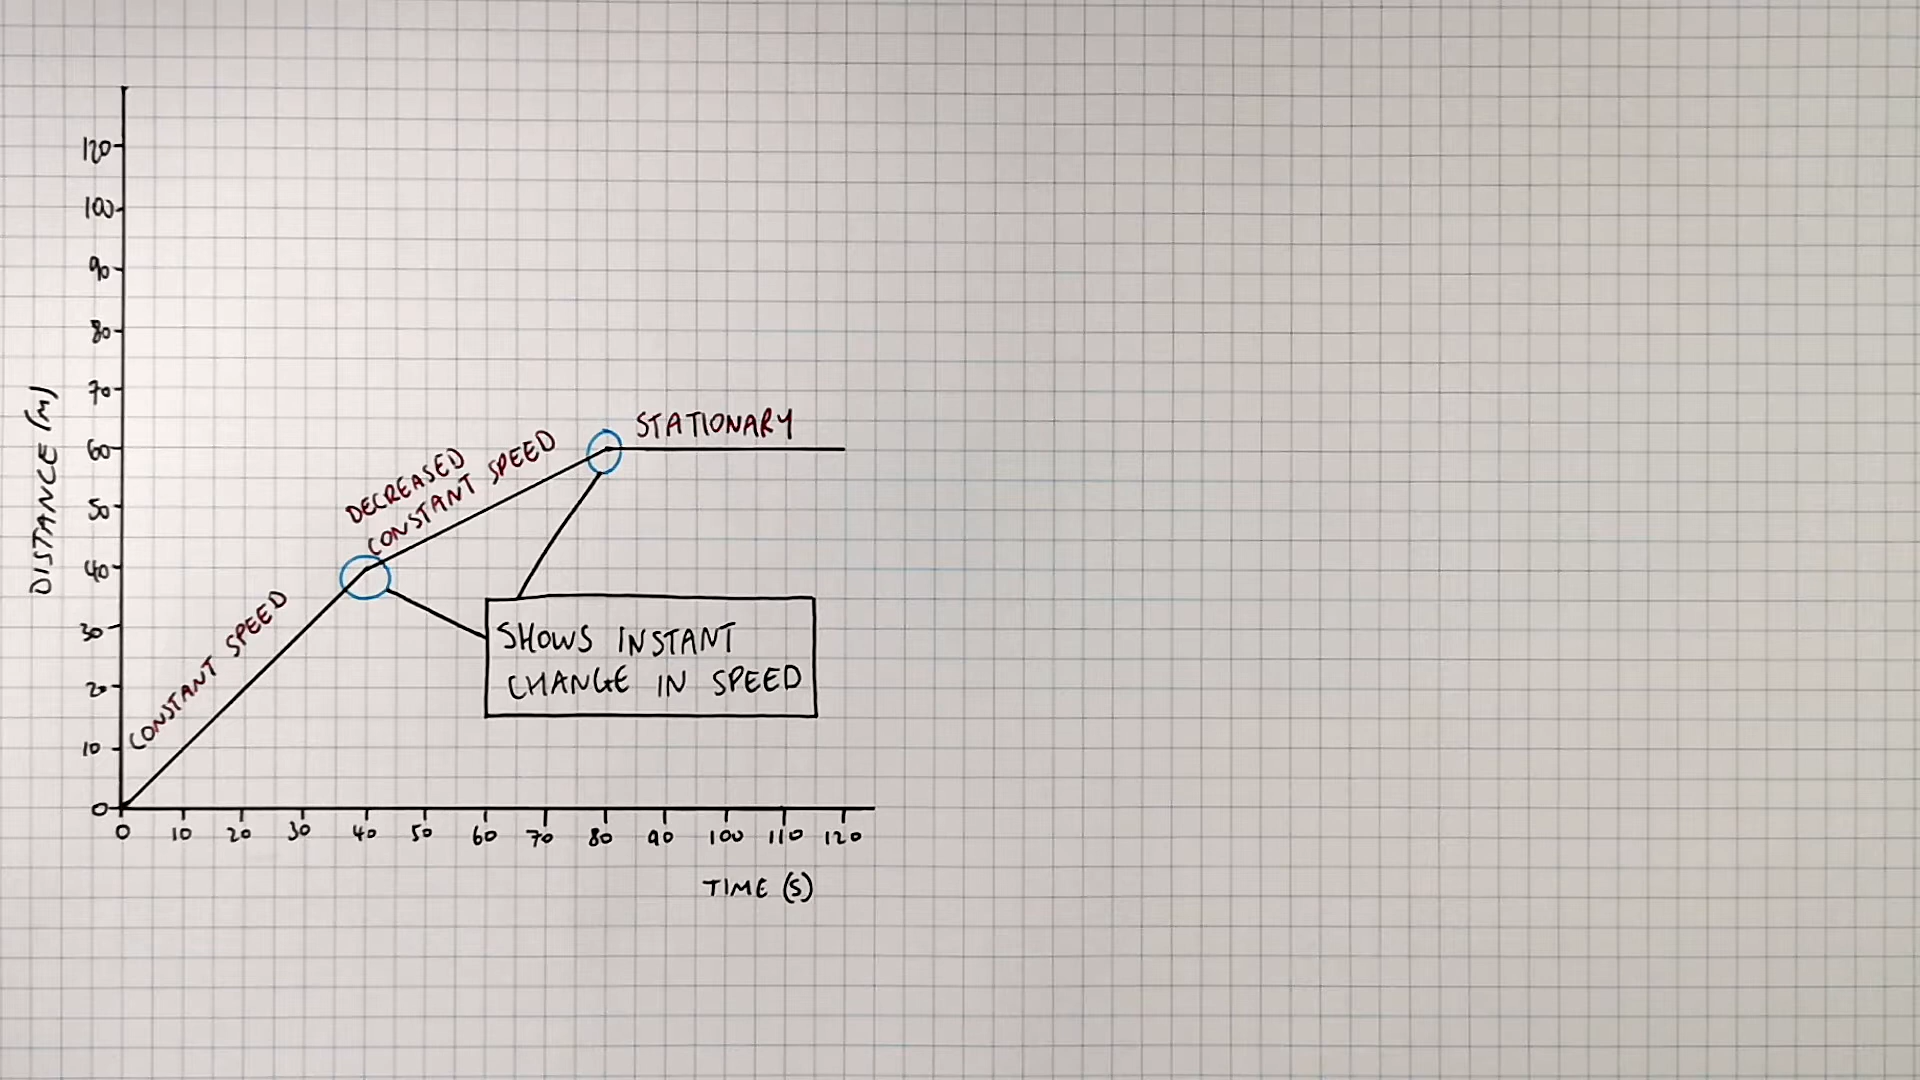 120
100
90
80
70
60
50
40
30
20
10
0
DISTANCE (M)
CONSTANT SPEED
DECREASED
CONSTANT SPEED
STATIONARY
SHOWS INSTANT
CHANGE IN SPEED
0 10 20 30 40 50 60 70 80 90 100 110 120
TIME (S)